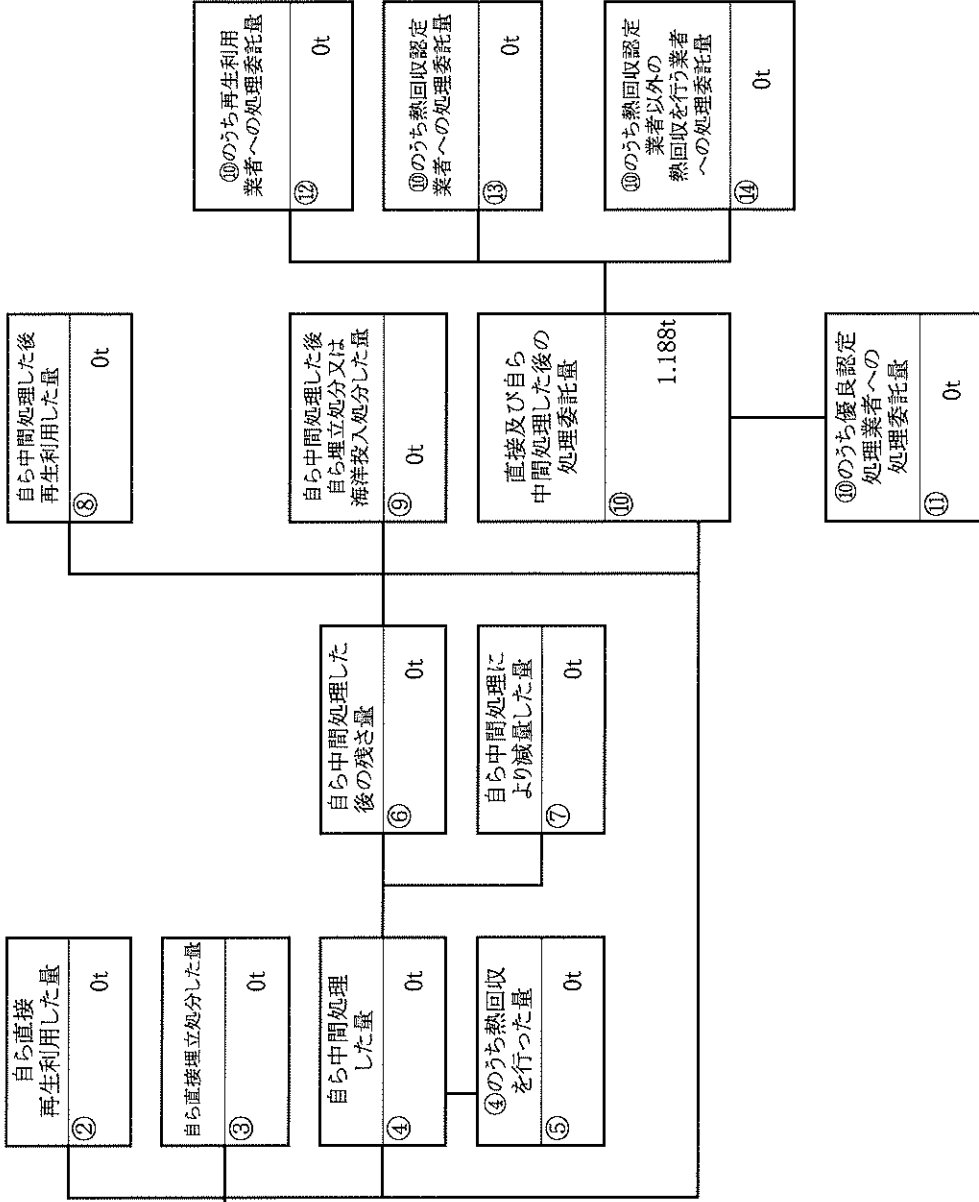 ②
自ら直接
再生利用した量
0t
③
自ら直接埋立処分した量
0t
④
自ら中間処理
した量
0t
⑤
④のうち熱回収
を行った量
0t
⑥
自ら中間処理した
後の残さ量
0t
⑦
自ら中間処理に
より減量した量
0t
⑧
自ら中間処理した後
再生利用した量
0t
⑨
自ら中間処理した後
自ら埋立処分又は
海洋投入処分した量
0t
⑩
直接及び自ら
中間処理した後の
処理委託量
1.188t
⑪
⑩のうち優良認定
処理業者への
処理委託量
0t
⑫
⑩のうち再生利用
業者への処理委託量
0t
⑬
⑩のうち熱回収認定
業者への処理委託量
0t
⑭
⑩のうち熱回収認定
業者以外の
熱回収を行う業者
への処理委託量
0t